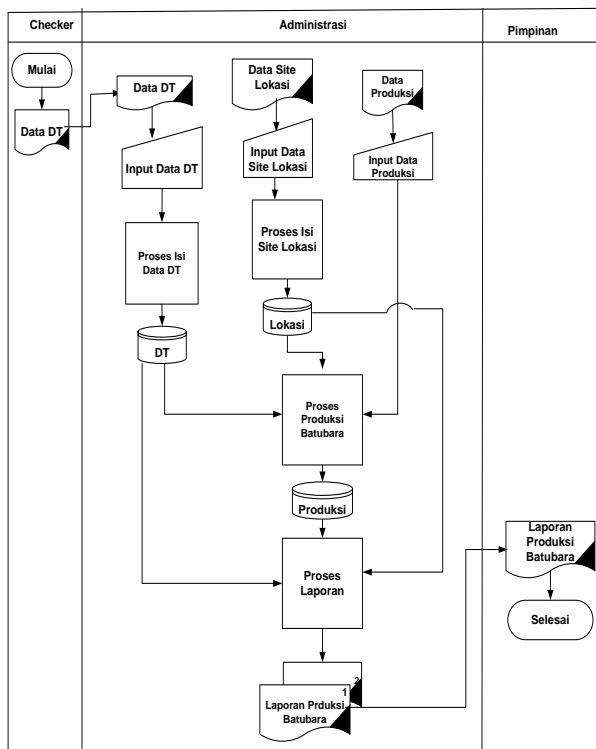 Checker
Administrasi
Pimpinan
Mulai
Data DT
Data DT
Data Site
Lokasi
Data
Produksi
Input Data DT
Input Data
Site Lokasi
Input Data
Produksi
Proses Isi
Data DT
Proses Isi
Site Lokasi
DT
Lokasi
Proses
Produksi
Batubara
Produksi
Proses
Laporan
2
1
Laporan Prduksi
Batubara
Laporan
Produksi
Batubara
Selesai